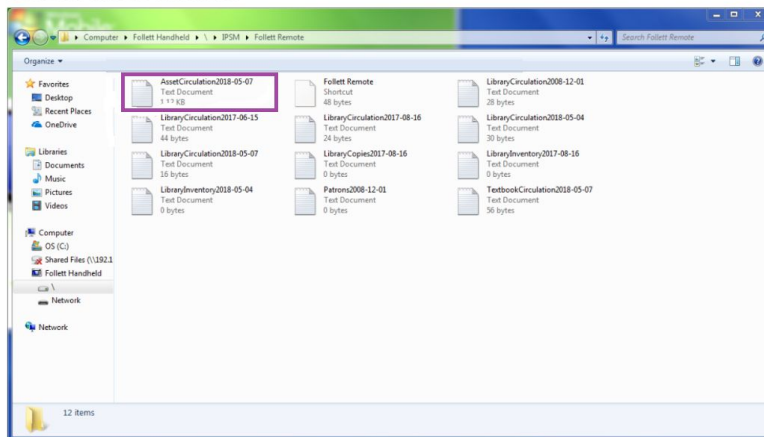 Computer ▸ Follett Handheld ▸ \ ▸ IPSM ▸ Follett Remote
Search Follett Remote
Organize
Favorites
Desktop
Recent Places
OneDrive
Libraries
Documents
Music
Pictures
Videos
Computer
OS (C:)
Shared Files (\\192.1
Follett Handheld
\
Network
Network
AssetCirculation2018-05-07
Text Document
KB
Follett Remote
Shortcut
48 bytes
LibraryCirculation2008-12-01
Text Document
28 bytes
LibraryCirculation2017-06-15
Text Document
44 bytes
LibraryCirculation2017-08-16
Text Document
24 bytes
LibraryCirculation2018-05-04
Text Document
30 bytes
LibraryCirculation2018-05-07
Text Document
16 bytes
LibraryCopies2017-08-16
Text Document
0 bytes
LibraryInventory2017-08-16
Text Document
0 bytes
LibraryInventory2018-05-04
Text Document
0 bytes
Patrons2008-12-01
Text Document
0 bytes
TextbookCirculation2018-05-07
Text Document
56 bytes
12 items